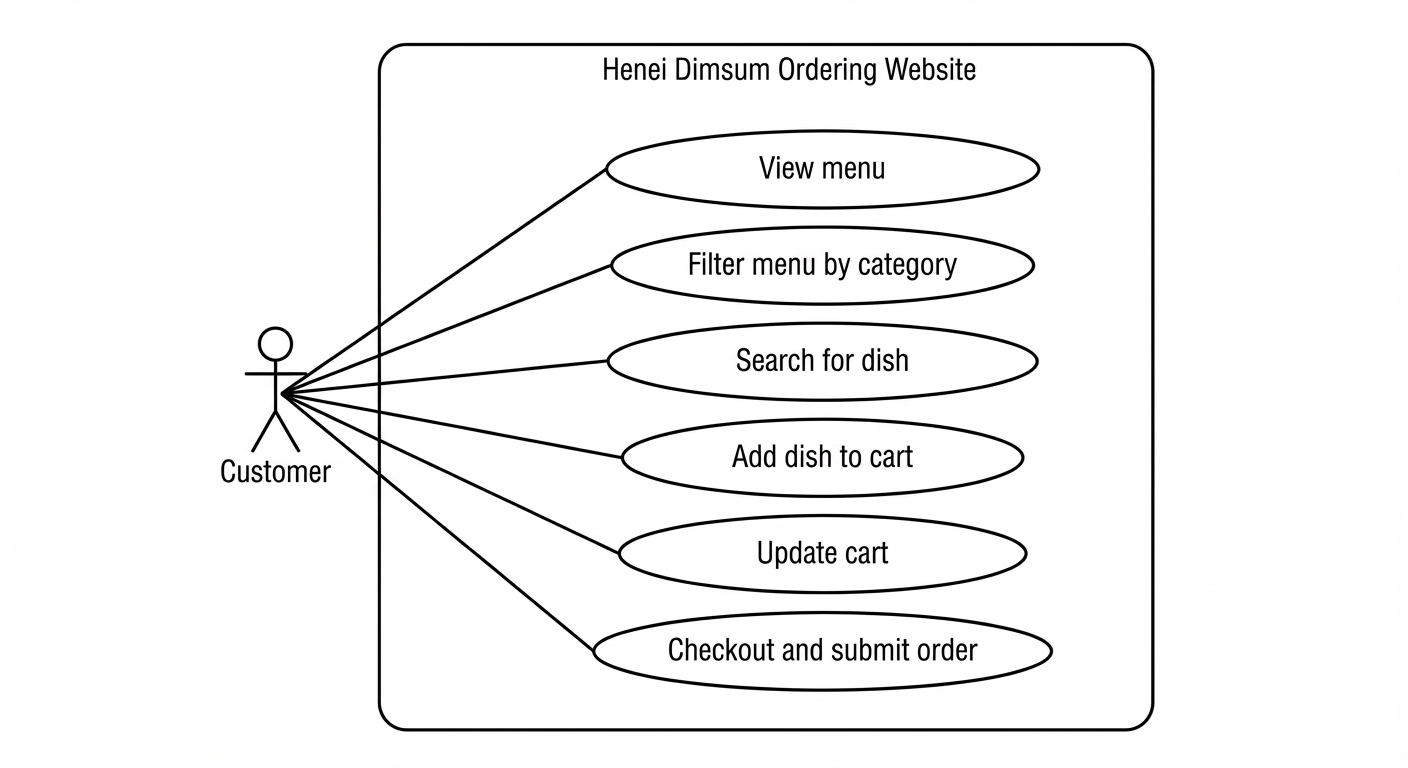 Henei Dimsum Ordering Website
View menu
Filter menu by category
Search for dish
Add dish to cart
Customer
Update cart
Checkout and submit order